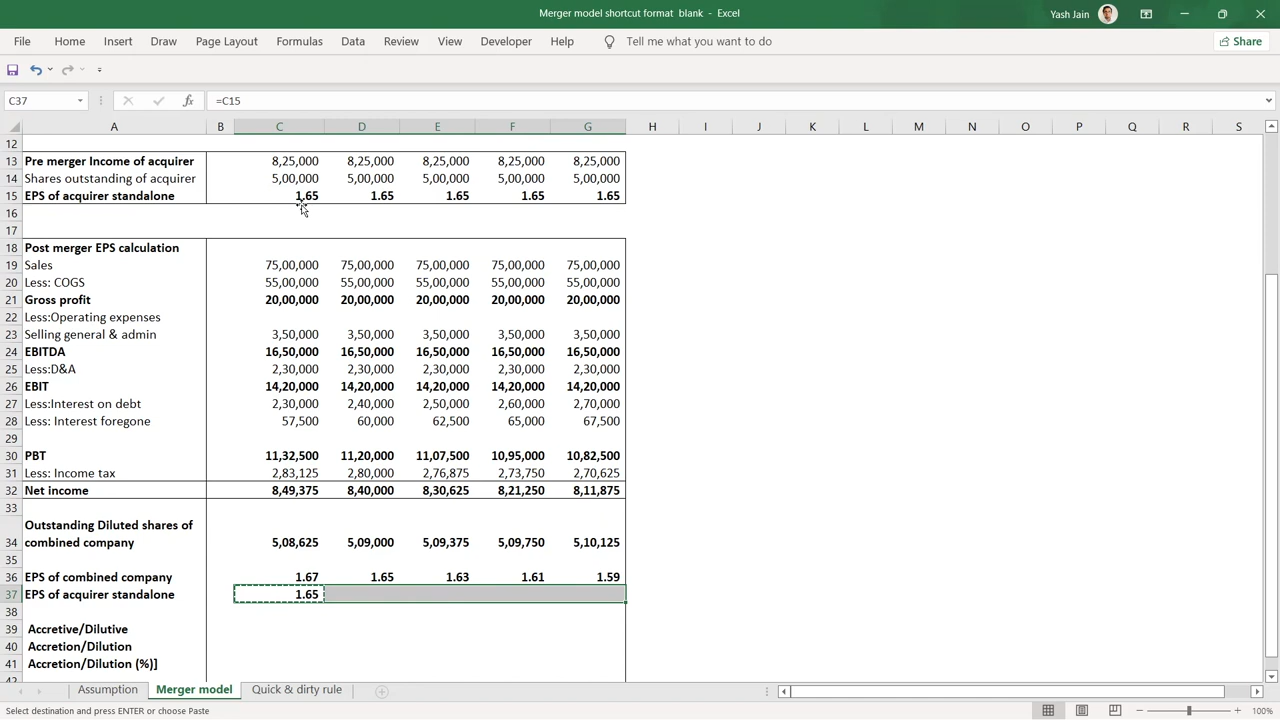 Merger model shortcut format  blank  -  Excel
Yash Jain
File Home Insert Draw Page Layout Formulas Data Review View Developer Help Tell me what you want to do Share
C37 fx =C15
A B C D E F G H I J K L M N O P Q R S
12
13 Pre merger Income of acquirer 8,25,000 8,25,000 8,25,000 8,25,000 8,25,000
14 Shares outstanding of acquirer 5,00,000 5,00,000 5,00,000 5,00,000 5,00,000
15 EPS of acquirer standalone 1.65 1.65 1.65 1.65 1.65
16
17
18 Post merger EPS calculation
19 Sales 75,00,000 75,00,000 75,00,000 75,00,000 75,00,000
20 Less: COGS 55,00,000 55,00,000 55,00,000 55,00,000 55,00,000
21 Gross profit 20,00,000 20,00,000 20,00,000 20,00,000 20,00,000
22 Less:Operating expenses
23 Selling general & admin 3,50,000 3,50,000 3,50,000 3,50,000 3,50,000
24 EBITDA 16,50,000 16,50,000 16,50,000 16,50,000 16,50,000
25 Less:D&A 2,30,000 2,30,000 2,30,000 2,30,000 2,30,000
26 EBIT 14,20,000 14,20,000 14,20,000 14,20,000 14,20,000
27 Less:Interest on debt 2,30,000 2,40,000 2,50,000 2,60,000 2,70,000
28 Less: Interest foregone 57,500 60,000 62,500 65,000 67,500
29
30 PBT 11,32,500 11,20,000 11,07,500 10,95,000 10,82,500
31 Less: Income tax 2,83,125 2,80,000 2,76,875 2,73,750 2,70,625
32 Net income 8,49,375 8,40,000 8,30,625 8,21,250 8,11,875
33
Outstanding Diluted shares of
34 combined company 5,08,625 5,09,000 5,09,375 5,09,750 5,10,125
35
36 EPS of combined company 1.67 1.65 1.63 1.61 1.59
37 EPS of acquirer standalone 1.65
38
39 Accretive/Dilutive
40 Accretion/Dilution
41 Accretion/Dilution (%)]
Assumption Merger model Quick & dirty rule
Select destination and press ENTER or choose Paste 100%